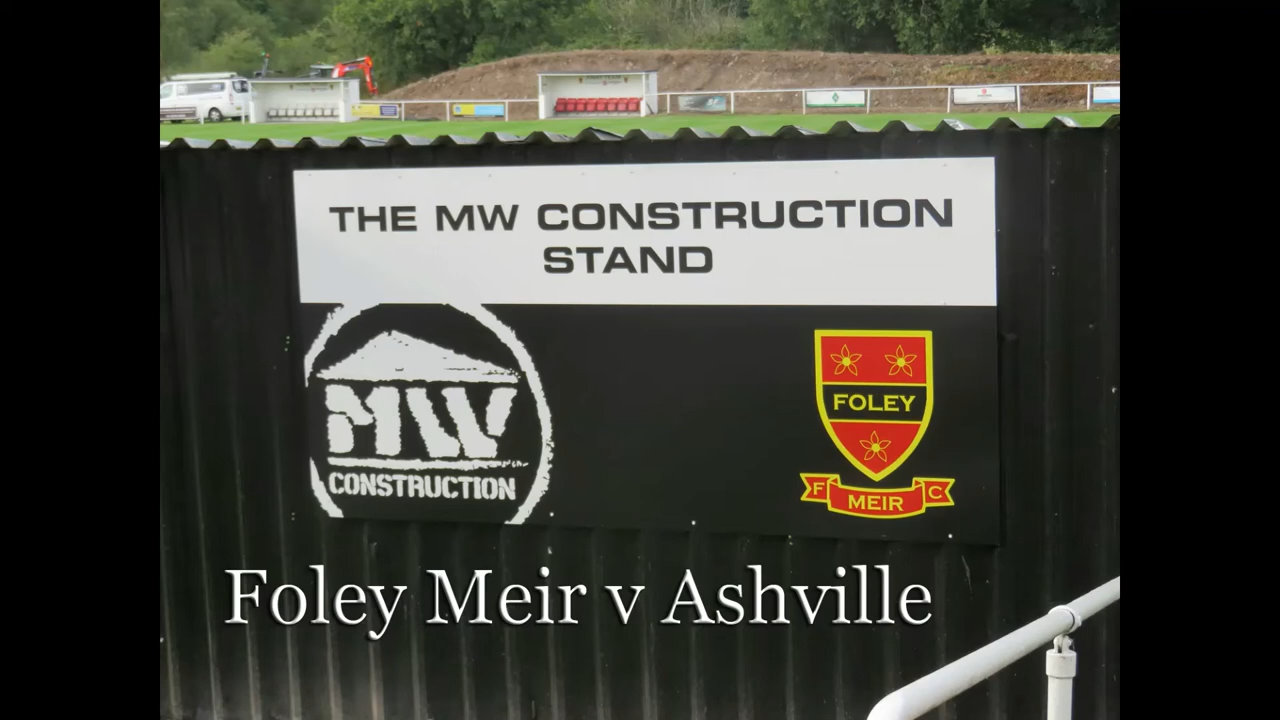 THE MW CONSTRUCTION
STAND
MW
CONSTRUCTION
FOLEY
F MEIR C
Foley Meir v Ashville